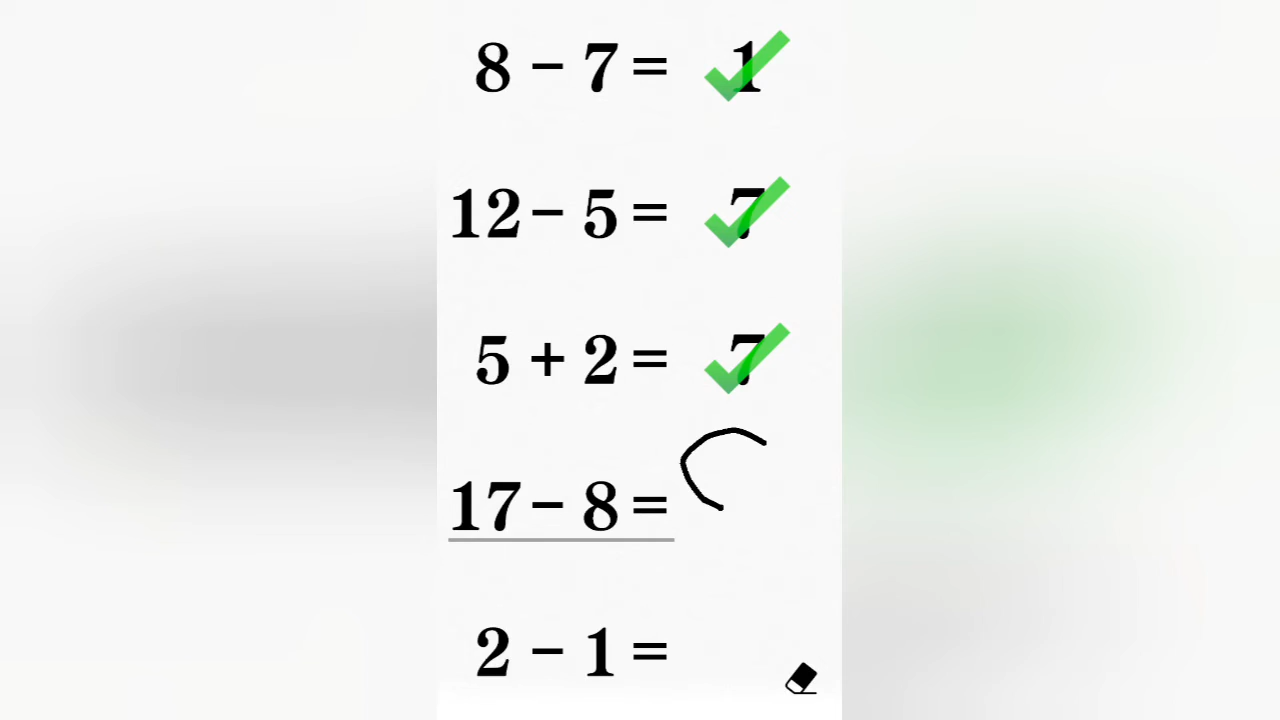 8 − 7 = 1
12 − 5 = 7
5 + 2 = 7
17 − 8 =
2 − 1 =